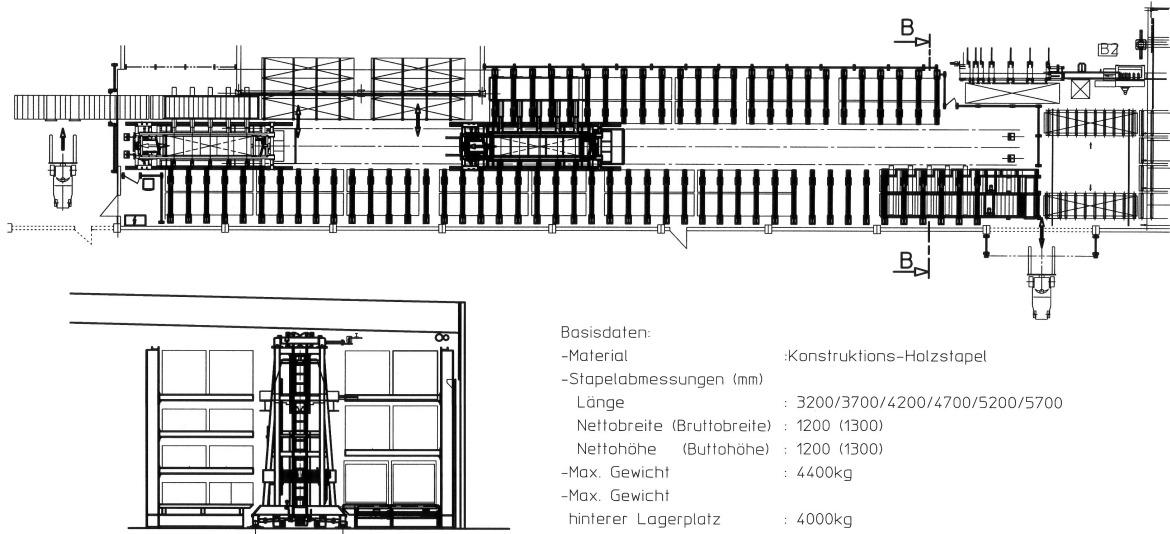 B
B2
B
Basisdaten:
-Material :Konstruktions-Holzstapel
-Stapelabmessungen (mm)
Länge : 3200/3700/4200/4700/5200/5700
Nettobreite (Bruttobreite) : 1200 (1300)
Nettohöhe (Buttohöhe) : 1200 (1300)
-Max. Gewicht : 4400kg
-Max. Gewicht
hinterer Lagerplatz : 4000kg